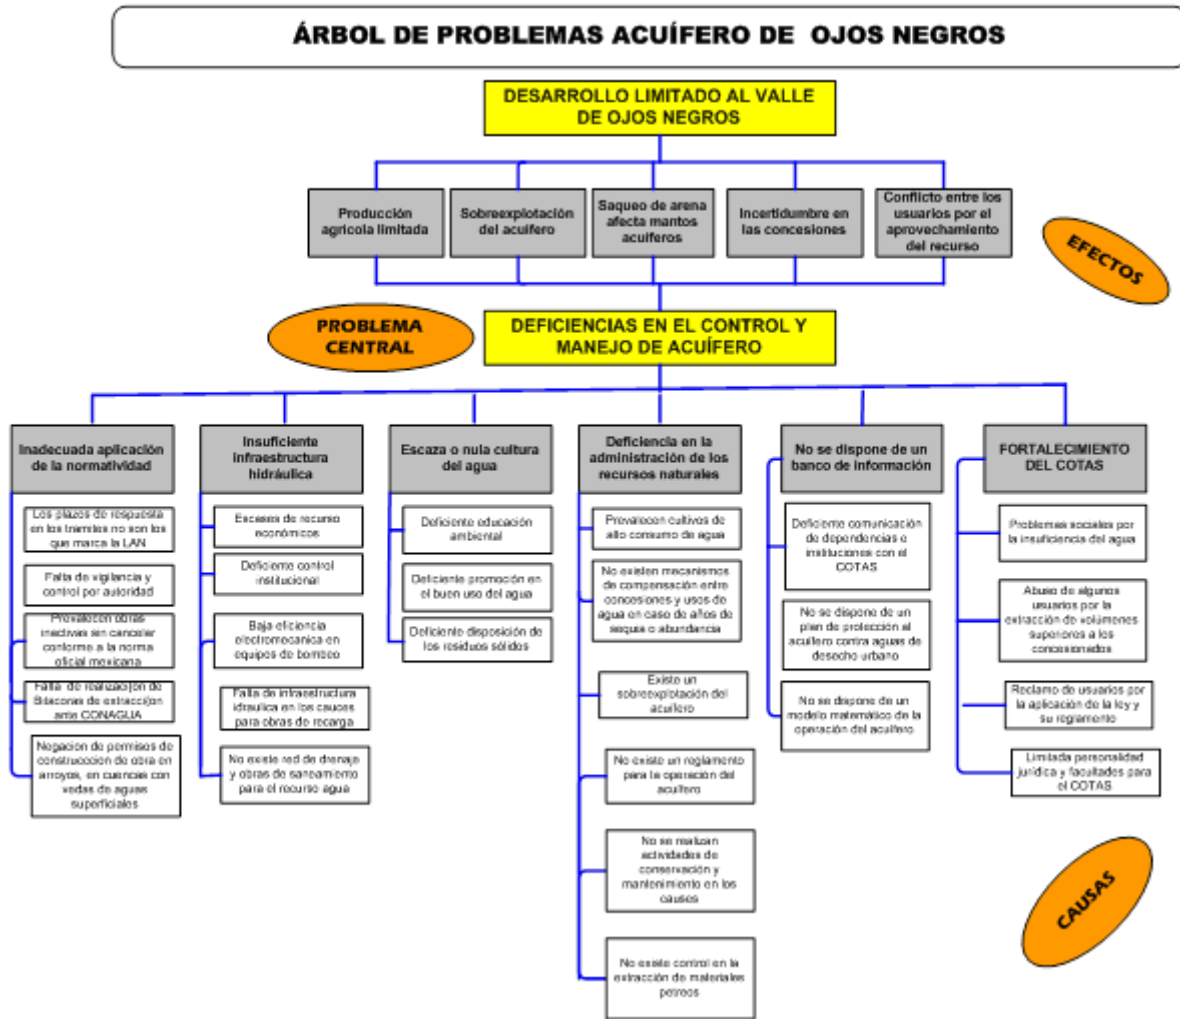 ÁRBOL DE PROBLEMAS ACUÍFERO DE OJOS NEGROS
DESARROLLO LIMITADO AL VALLE
DE OJOS NEGROS
Producción
agrícola limitada
Sobreexplotación
del acuífero
Saqueo de arena
afecta mantos
acuíferos
Incertidumbre en
las concesiones
Conflicto entre los
usuarios por el
aprovechamiento
del recurso
EFECTOS
PROBLEMA
CENTRAL
DEFICIENCIAS EN EL CONTROL Y
MANEJO DE ACUÍFERO
Inadecuada aplicación
de la normatividad
Los plazos de respuesta
en los tramites no son los
que marca la LAN
Falta de vigilancia y
control por autoridad
Prevalecen obras
inactivas sin cancelar
conforme a la norma
oficial mexicana
Falta de realizacijon de
Bitacoras de extraccijon
ante CONAGUA
Negacion de permisos de
construcccion de obra en
arroyos, en cuencas con
vedas de aguas
superficiales
Insuficiente
infraestructura
hidráulica
Escases de recurso
económicos
Deficiente control
institucional
Baja eficiencia
electromecanica en
equipos de bombeo
Falta de infraestructura
idraulica en los cauces
para obras de recarga
No existe red de drenaje
y obras de saneamiento
para el recurso agua
Escaza o nula cultura
del agua
Deficiente educación
ambiental
Deficiente promoción en
el buen uso del agua
Deficiente disposición de
los residuos sólidos
Deficiencia en la
administración de los
recursos naturales
Prevalecen cultivos de
alto consumo de agua
No existen mecanismos
de compensación entre
concesiones y usos de
agua en caso de años de
sequia o abundancia
Existe un
sobreexplotación del
acuífero
No existe un reglamento
para la operación del
acuífero
No se realizan
actividades de
conservación y
mantenimiento en los
causes
No existe control en la
extracción de materiales
petreos
No se dispone de un
banco de información
Deficiente comunicación
de dependencias e
instituciones con el
COTAS
No se dispone de un
plan de protección al
acuífero contra aguas de
desecho urbano
No se dispone de un
modelo matemático de la
operación del acuífero
FORTALECIMIENTO
DEL COTAS
Problemas sociales por
la insuficiencia del agua
Abuso de algunos
usuarios por la
extracción de volúmenes
superiores a los
concesionados
Reclamo de usuarios por
la aplicación de la ley y
su reglamento
Limitada personalidad
jurídica y facultades para
el COTAS
CAUSAS